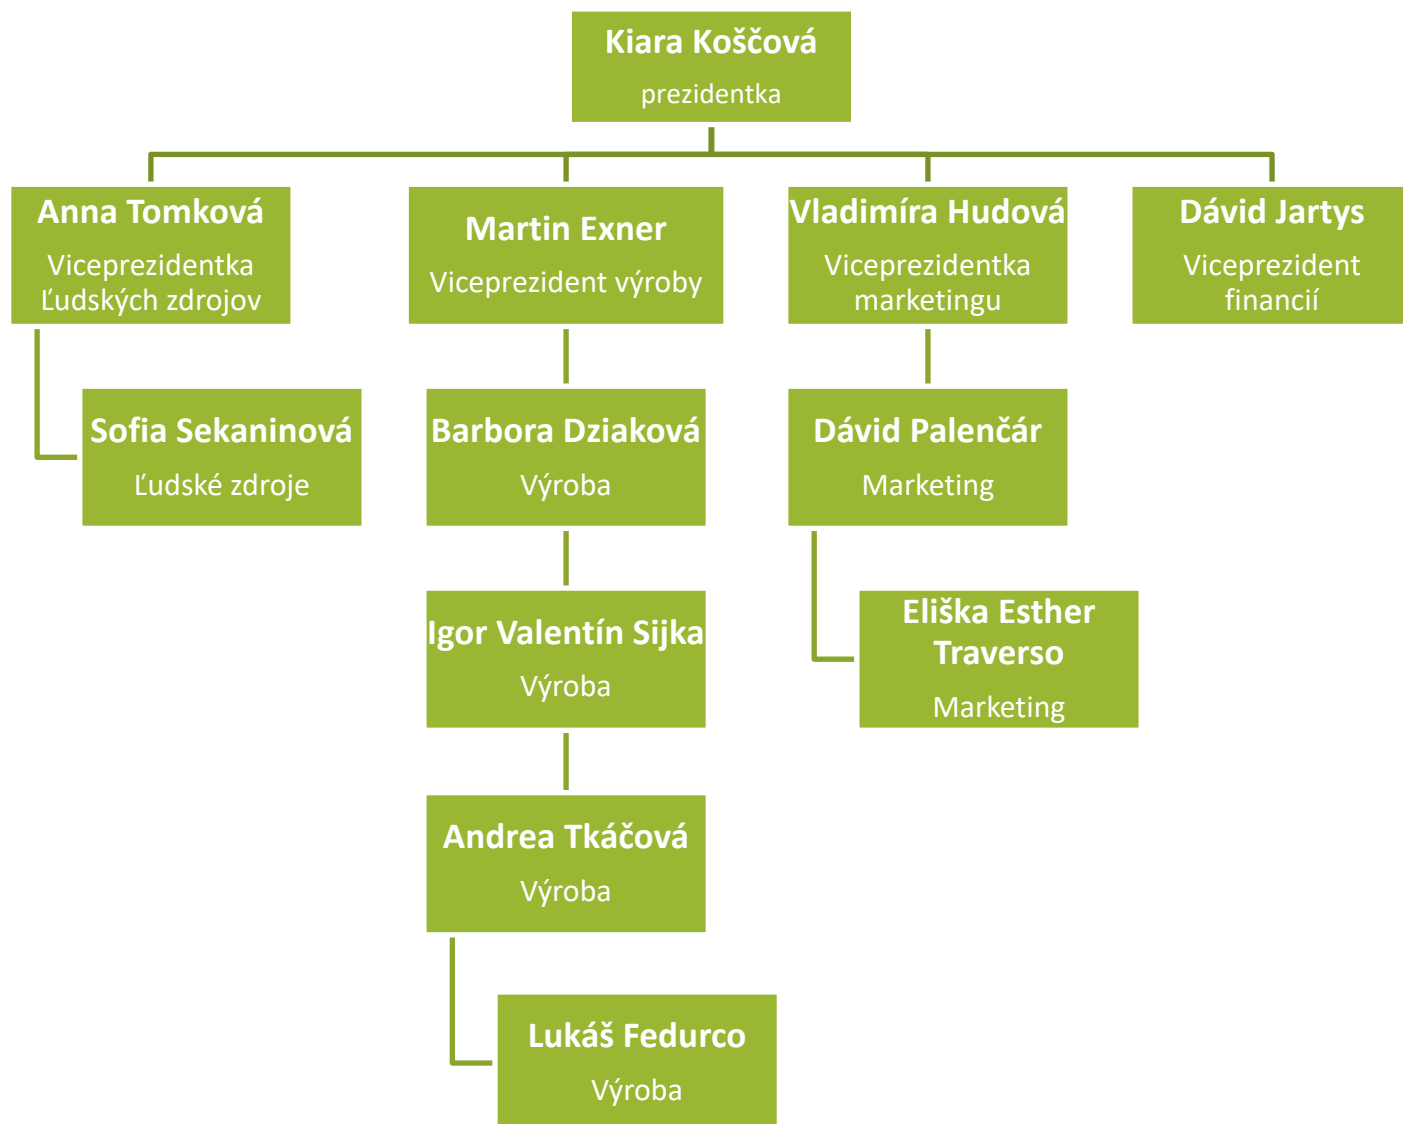 Kiara Koščová
prezidentka
Anna Tomková
Viceprezidentka
Ľudských zdrojov
Martin Exner
Viceprezident výroby
Vladimíra Hudová
Viceprezidentka
marketingu
Dávid Jartys
Viceprezident
financií
Sofia Sekaninová
Ľudské zdroje
Barbora Dziaková
Výroba
Dávid Palenčár
Marketing
Igor Valentín Sijka
Výroba
Eliška Esther
Traverso
Marketing
Andrea Tkáčová
Výroba
Lukáš Fedurco
Výroba